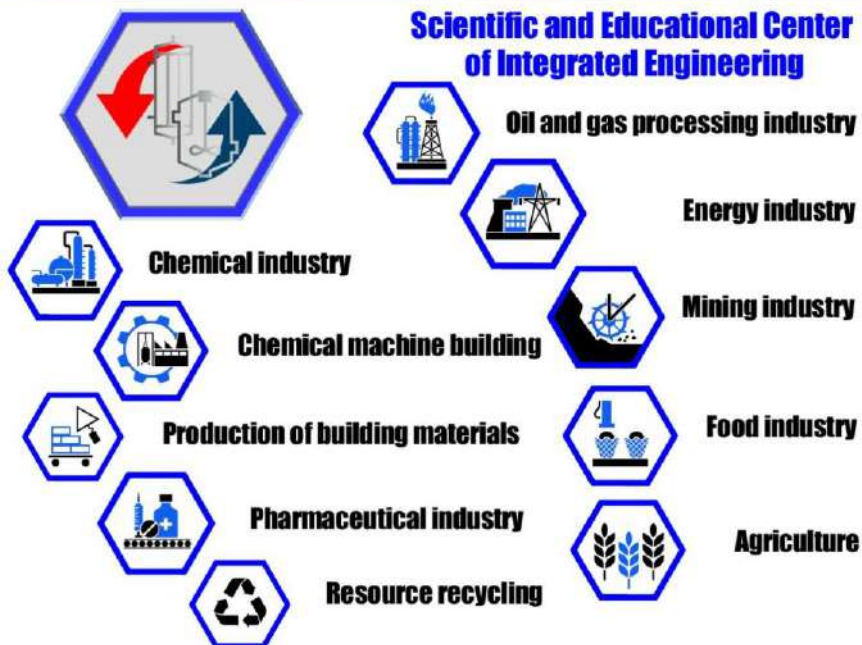 Scientific and Educational Center
of Integrated Engineering
Oil and gas processing industry
Energy industry
Mining industry
Food industry
Agriculture
Chemical industry
Chemical machine building
Production of building materials
Pharmaceutical industry
Resource recycling